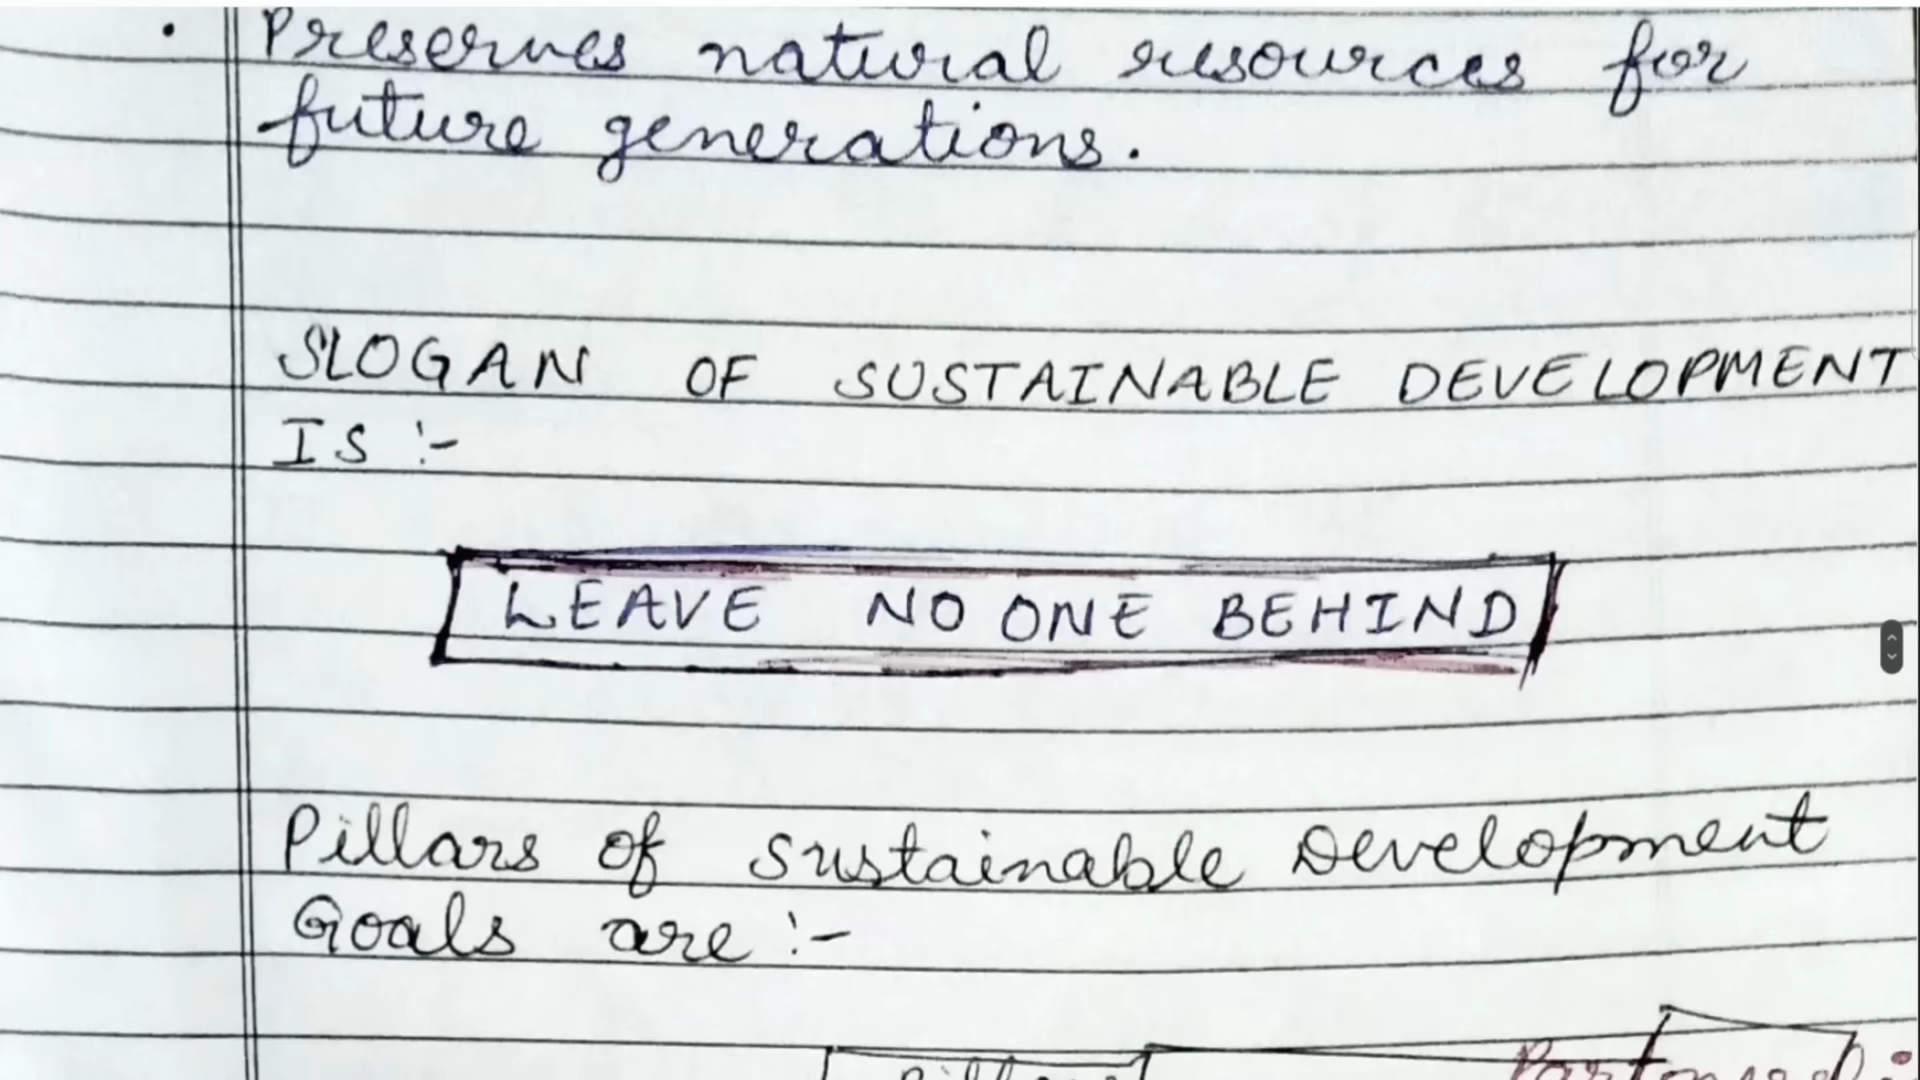 • Preserves natural resources for
future generations.
SLOGAN OF SUSTAINABLE DEVELOPMENT
IS :-
LEAVE NO ONE BEHIND
Pillars of Sustainable Development
Goals are :-